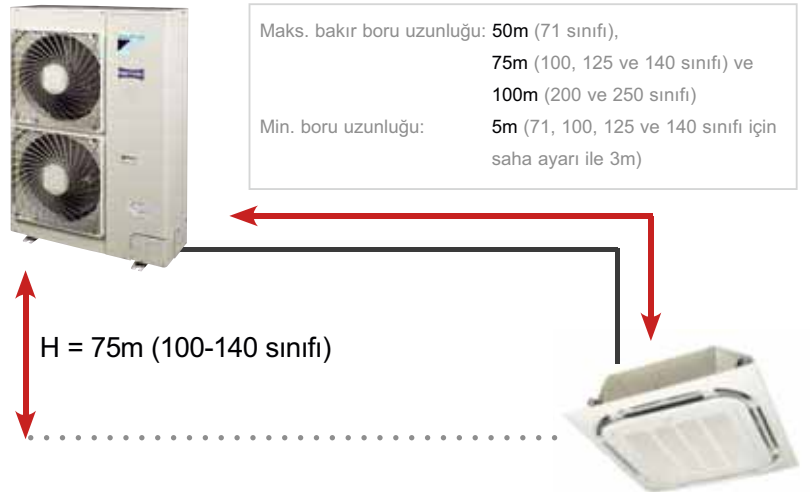 Maks. bakır boru uzunluğu: 50m (71 sınıfı),
75m (100, 125 ve 140 sınıfı) ve
100m (200 ve 250 sınıfı)
Min. boru uzunluğu: 5m (71, 100, 125 ve 140 sınıfı için
saha ayarı ile 3m)
H = 75m (100-140 sınıfı)